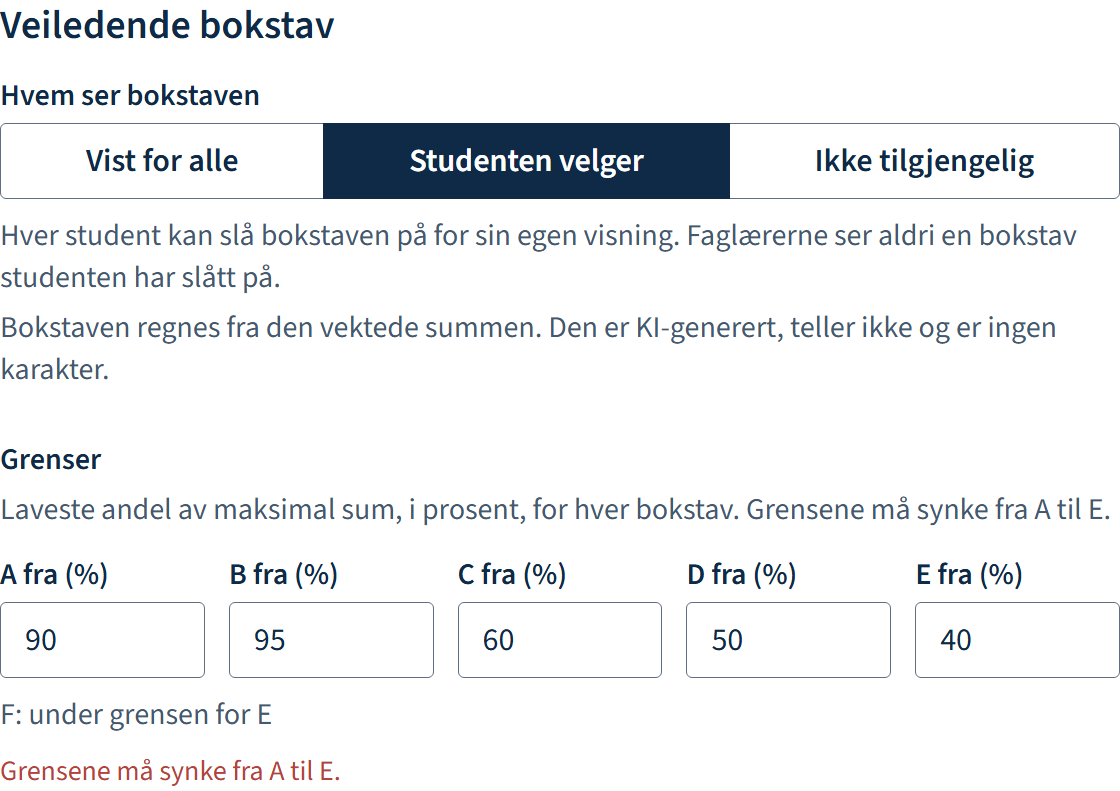 Veiledende bokstav
Hvem ser bokstaven
Vist for alle
Studenten velger
Ikke tilgjengelig
Hver student kan slå bokstaven på for sin egen visning. Faglærerne ser aldri en bokstav
studenten har slått på.
Bokstaven regnes fra den vektede summen. Den er KI-generert, teller ikke og er ingen
karakter.
Grenser
Laveste andel av maksimal sum, i prosent, for hver bokstav. Grensene må synke fra A til E.
A fra (%)
B fra (%)
C fra (%)
D fra (%)
E fra (%)
90
95
60
50
40
F: under grensen for E
Grensene må synke fra A til E.